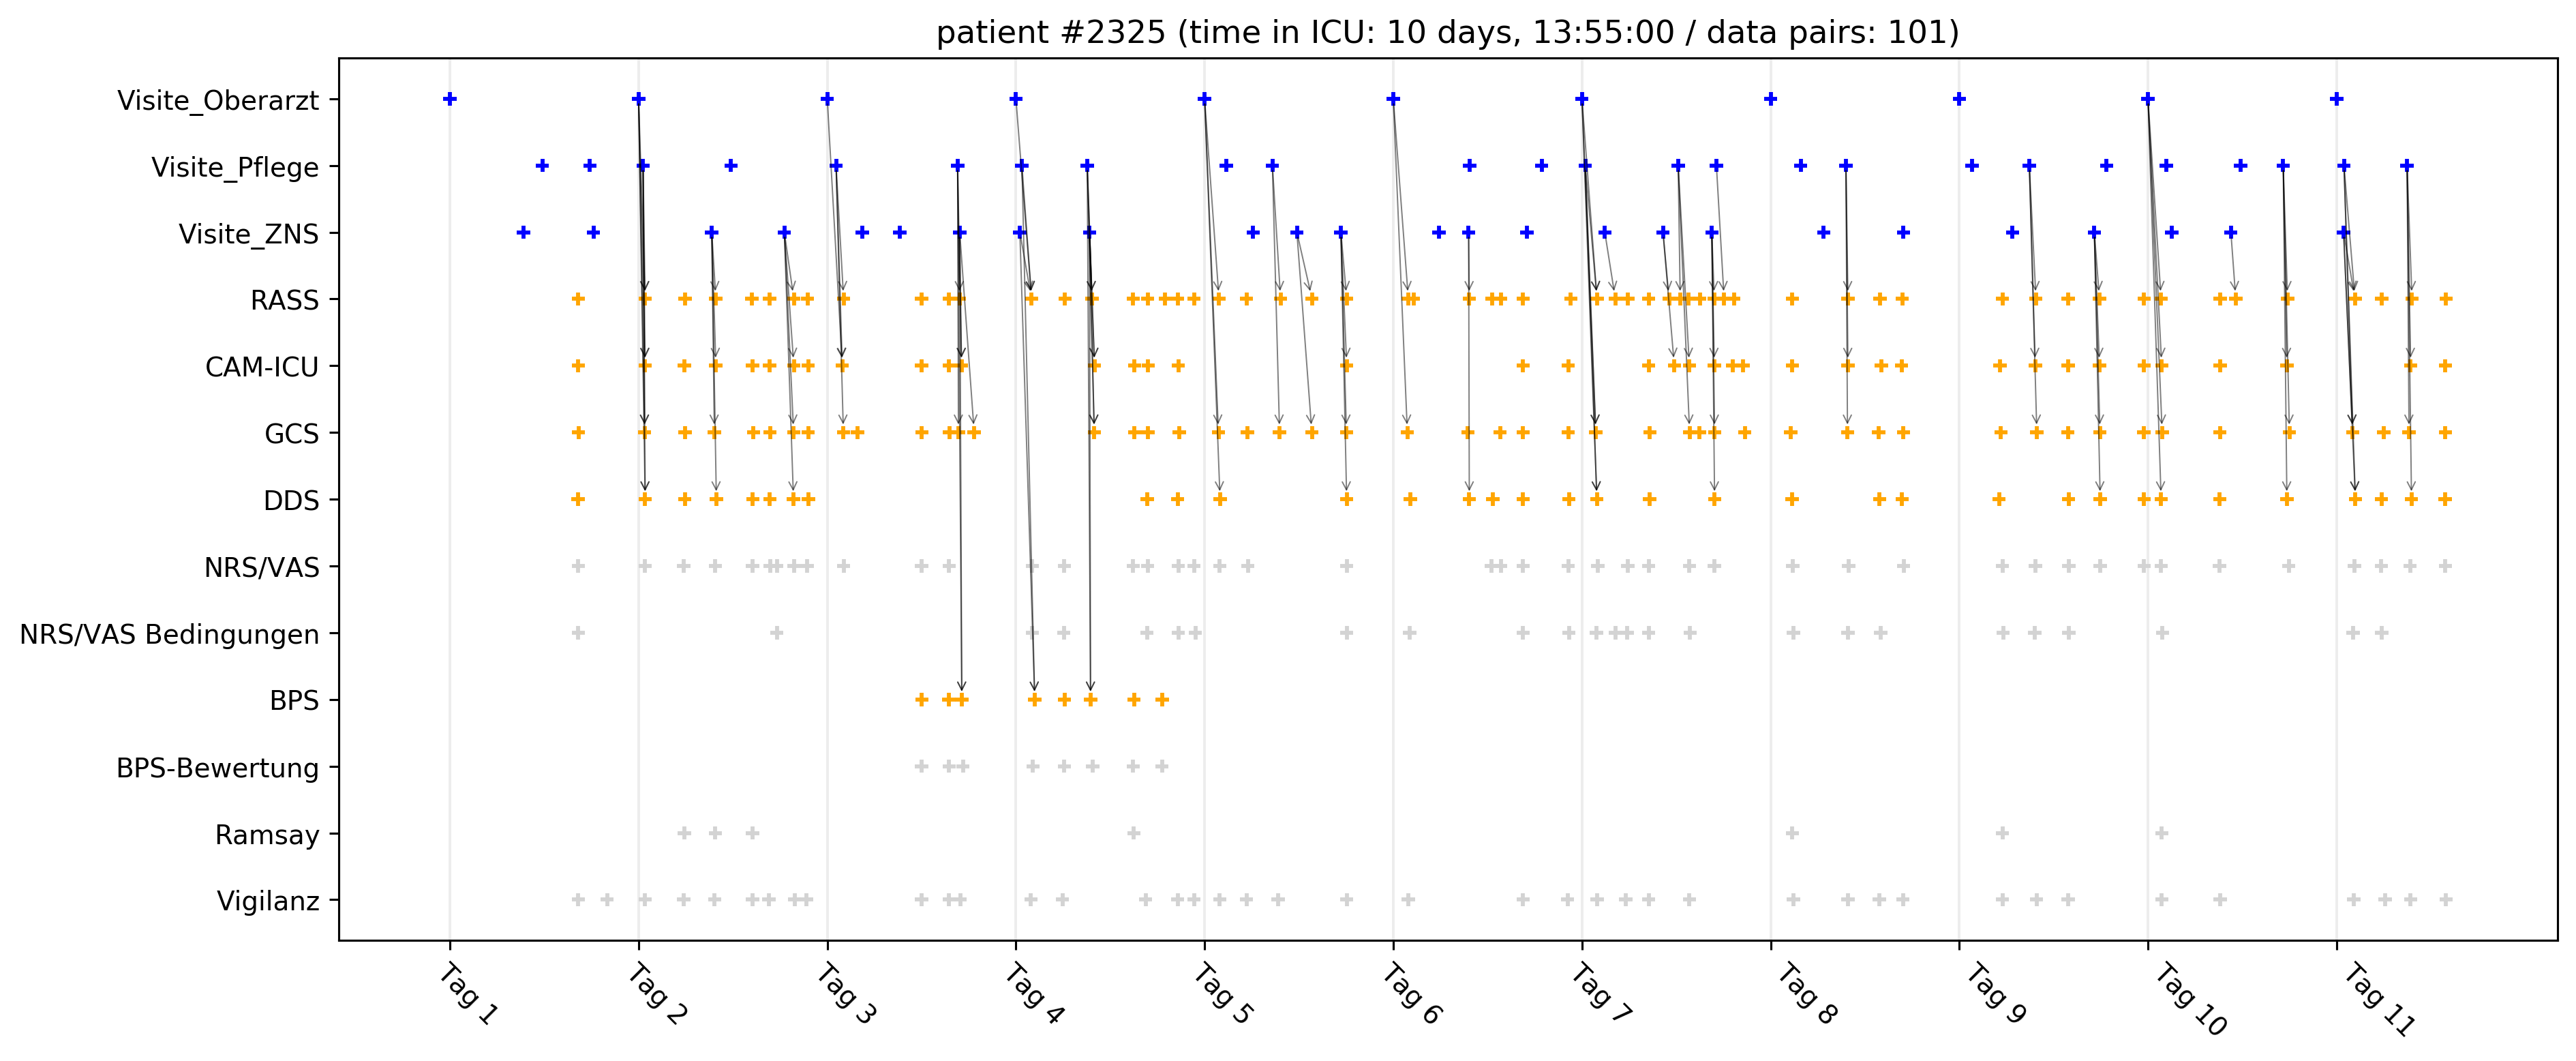 patient #2325 (time in ICU: 10 days, 13:55:00 / data pairs: 101)
Visite_Oberarzt
Visite_Pflege
Visite_ZNS
RASS
CAM-ICU
GCS
DDS
NRS/VAS
NRS/VAS Bedingungen
BPS
BPS-Bewertung
Ramsay
Vigilanz
Tag 1
Tag 2
Tag 3
Tag 4
Tag 5
Tag 6
Tag 7
Tag 8
Tag 9
Tag 10
Tag 11